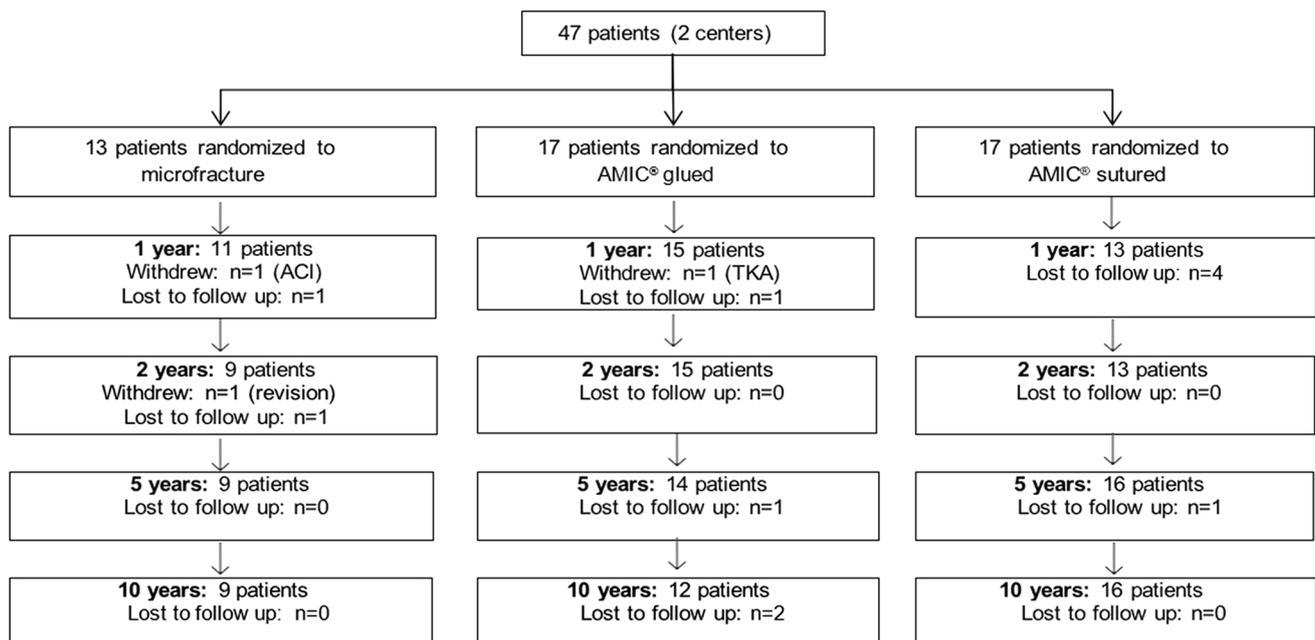 47 patients (2 centers)
13 patients randomized to
microfracture
17 patients randomized to
AMIC® glued
17 patients randomized to
AMIC® sutured
1 year: 11 patients
Withdrew: n=1 (ACI)
Lost to follow up: n=1
1 year: 15 patients
Withdrew: n=1 (TKA)
Lost to follow up: n=1
1 year: 13 patients
Lost to follow up: n=4
2 years: 9 patients
Withdrew: n=1 (revision)
Lost to follow up: n=1
2 years: 15 patients
Lost to follow up: n=0
2 years: 13 patients
Lost to follow up: n=0
5 years: 9 patients
Lost to follow up: n=0
5 years: 14 patients
Lost to follow up: n=1
5 years: 16 patients
Lost to follow up: n=1
10 years: 9 patients
Lost to follow up: n=0
10 years: 12 patients
Lost to follow up: n=2
10 years: 16 patients
Lost to follow up: n=0